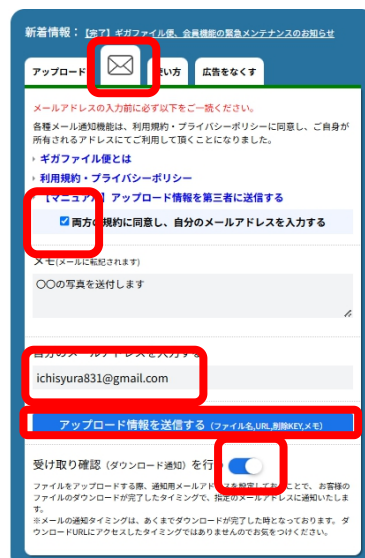 新着情報：【完了】ギガファイル便、会員機能の緊急メンテナンスのお知らせ
アップロード い方 広告をなくす
メールアドレスの入力前に必ず以下をご一読ください。
各種メール通知機能は、利用規約・プライバシーポリシーに同意し、ご自身が
所有されるアドレスにてご利用して頂くことになりました。
ギガファイル便とは
利用規約・プライバシーポリシー
【マニュアル】アップロード情報を第三者に送信する
両方の規約に同意し、自分のメールアドレスを入力する
メモ(メールに転記されます)
〇〇の写真を送付します
自分のメールアドレスを入力する
ichisyura831@gmail.com
アップロード情報を送信する（ファイル名,URL,削除KEY,メモ）
受け取り確認（ダウンロード通知）を行
ファイルをアップロードする際、通知用メールアドレスを設定しておくことで、お客様の
ファイルのダウンロードが完了したタイミングで、指定のメールアドレスに通知いたしま
す。
※メールの通知タイミングは、あくまでダウンロードが完了した時となっております。ダ
ウンロードURLにアクセスしたタイミングではありませんのでお気をつけください。